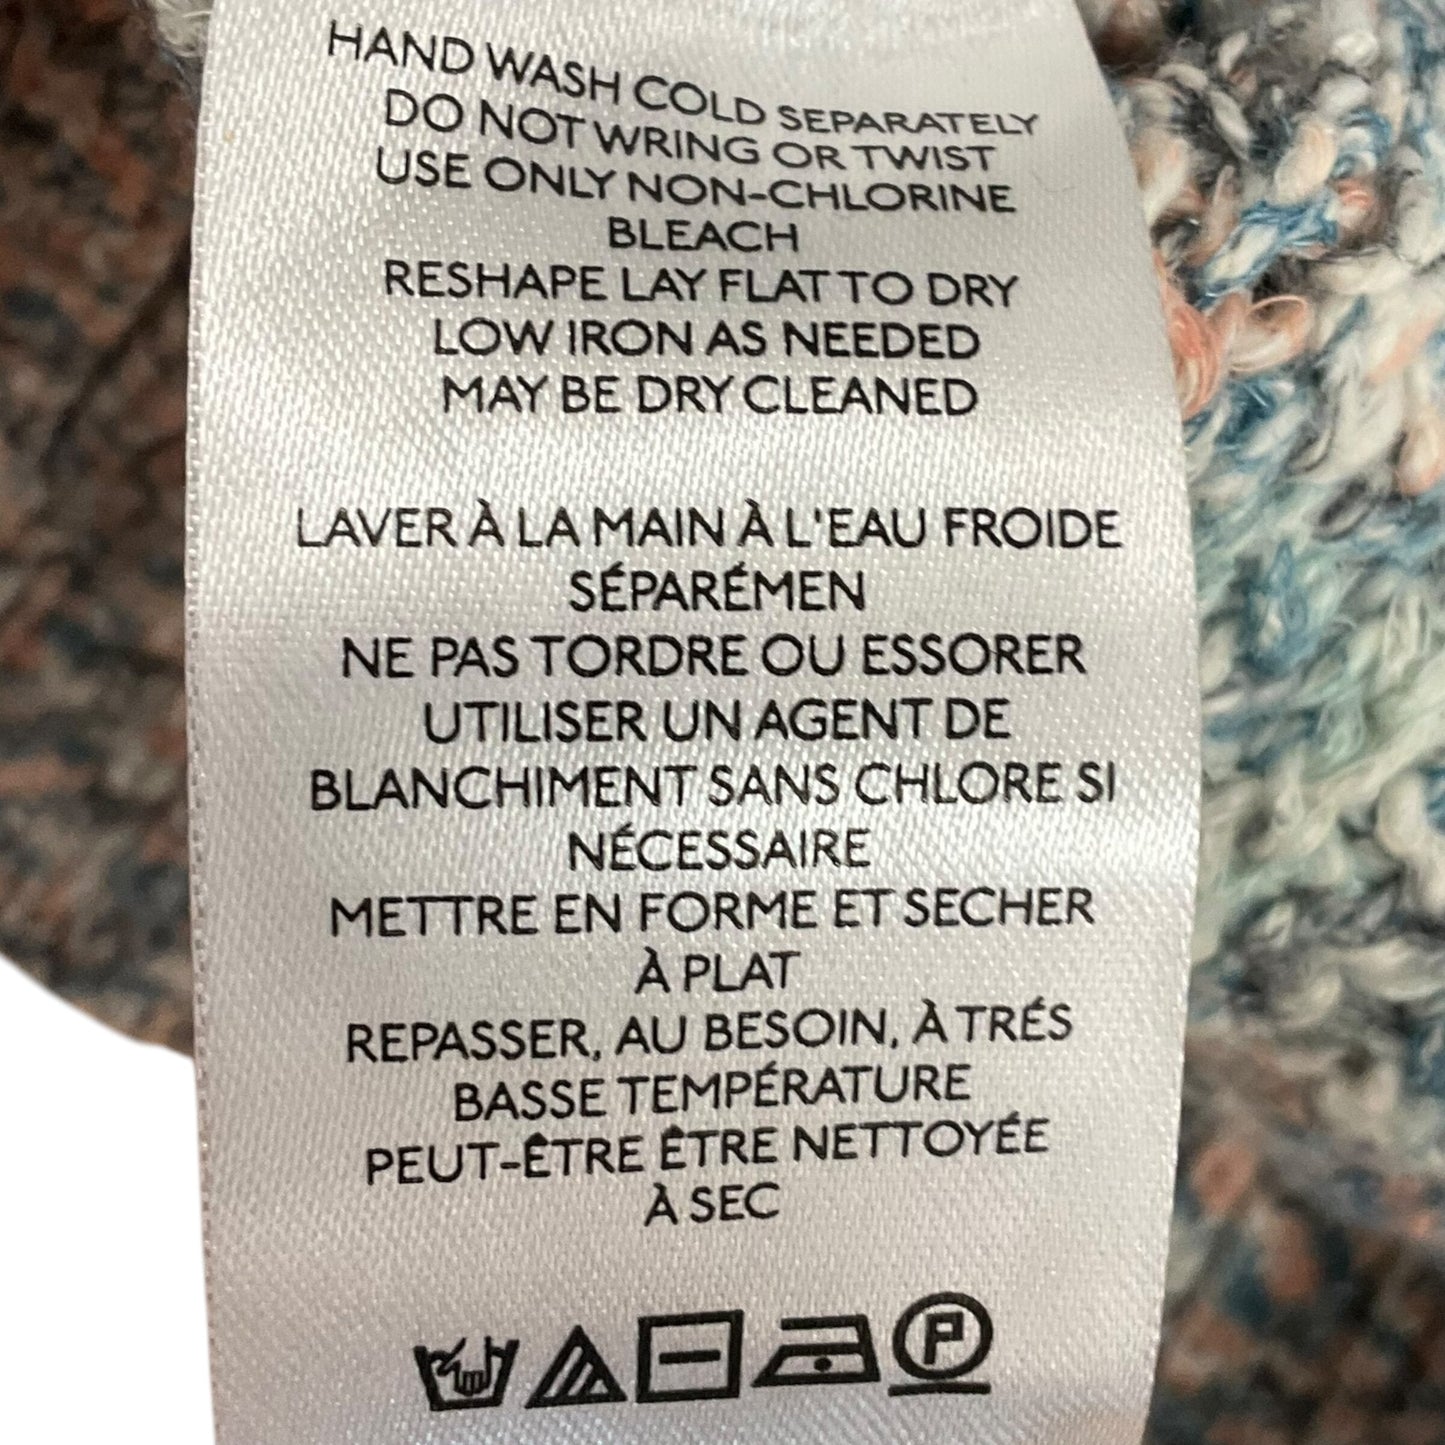 HAND WASH COLD SEPARATELY
DO NOT WRING OR TWIST
USE ONLY NON-CHLORINE
BLEACH
RESHAPE LAY FLAT TO DRY
LOW IRON AS NEEDED
MAY BE DRY CLEANED
LAVER À LA MAIN À L'EAU FROIDE
SÉPARÉMEN
NE PAS TORDRE OU ESSORER
UTILISER UN AGENT DE
BLANCHIMENT SANS CHLORE SI
NÉCESSAIRE
METTRE EN FORME ET SECHER
À PLAT
REPASSER, AU BESOIN, À TRÉS
BASSE TEMPÉRATURE
PEUT-ÊTRE ÊTRE NETTOYÉE
À SEC
P